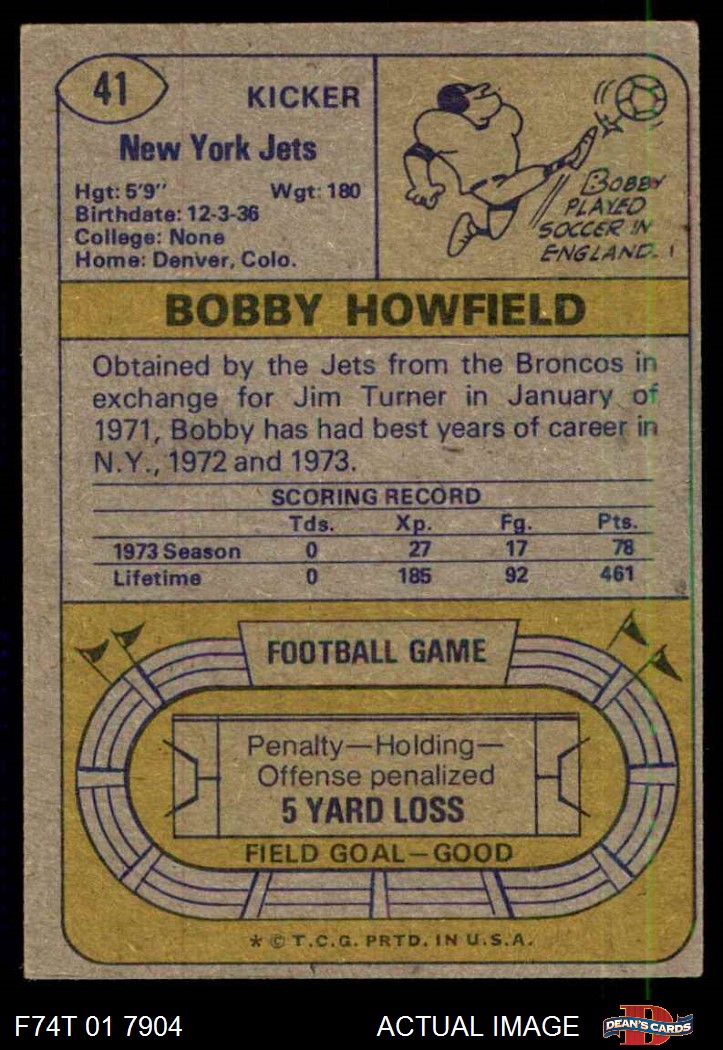 41
KICKER
New York Jets
Hgt: 5'9" Wgt: 180
Birthdate: 12-3-36
College: None
Home: Denver, Colo.
BOBBY
PLAYED
SOCCER IN
ENGLAND.
BOBBY HOWFIELD
Obtained by the Jets from the Broncos in
exchange for Jim Turner in January of
1971, Bobby has had best years of career in
N.Y., 1972 and 1973.
SCORING RECORD
Tds. Xp. Fg. Pts.
1973 Season 0 27 17 78
Lifetime 0 185 92 461
FOOTBALL GAME
Penalty—Holding—
Offense penalized
5 YARD LOSS
FIELD GOAL—GOOD
* © T.C.G. PRTD. IN U.S.A.
F74T 01 7904 ACTUAL IMAGE DEAN'S CARDS